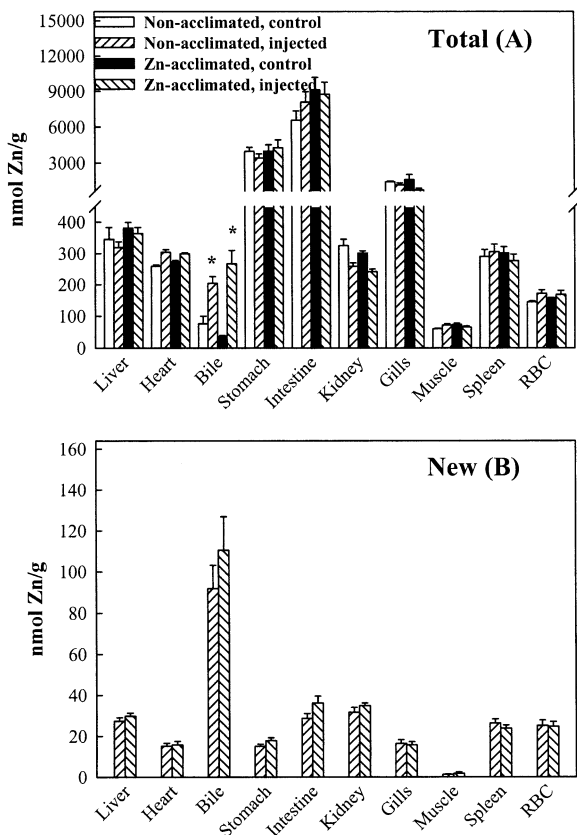 Non-acclimated, control
Non-acclimated, injected
Zn-acclimated, control
Zn-acclimated, injected
Total (A)
nmol Zn/g
15000
12000
9000
6000
3000
400
300
200
100
0
* *
Liver Heart Bile Stomach Intestine Kidney Gills Muscle Spleen RBC
New (B)
nmol Zn/g
160
140
120
100
80
60
40
20
0
Liver Heart Bile Stomach Intestine Kidney Gills Muscle Spleen RBC